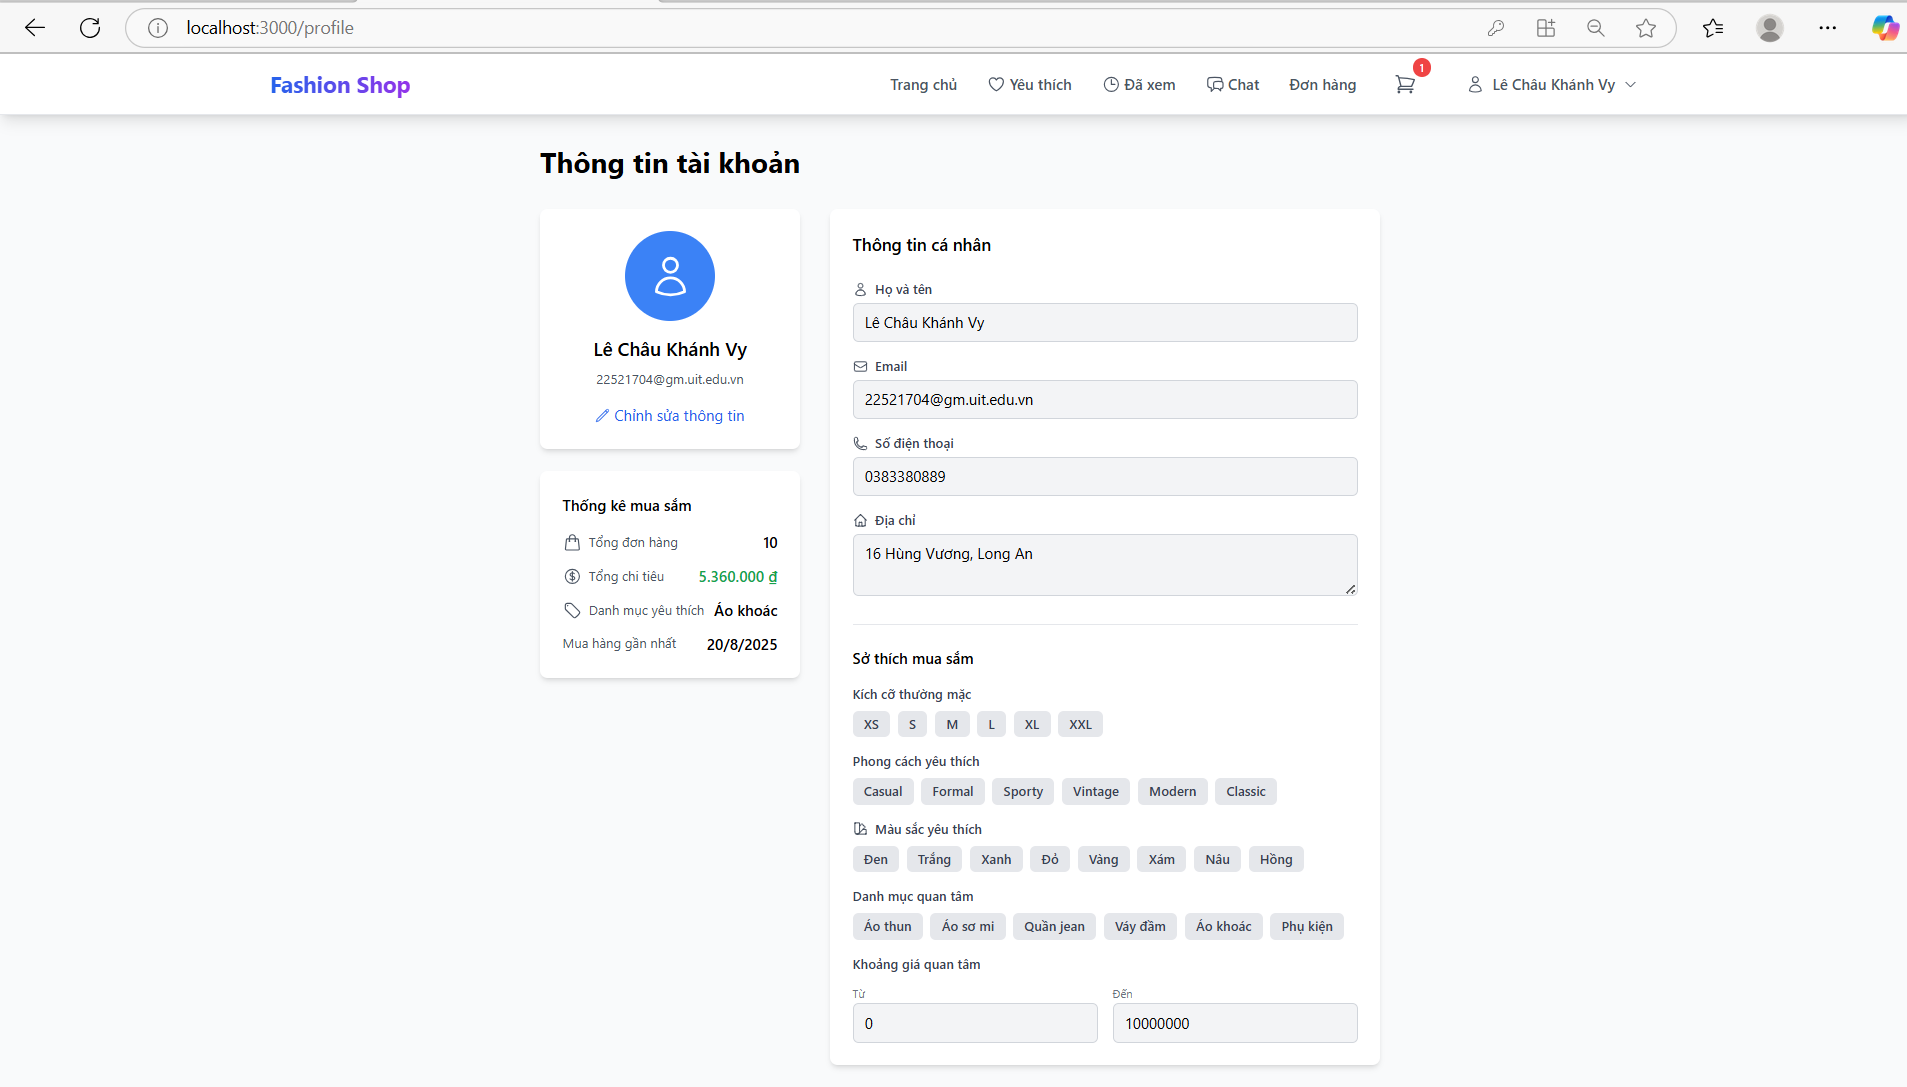 localhost:3000/profile
Fashion Shop
Trang chủ
Yêu thích
Đã xem
Chat
Đơn hàng
1
Lê Châu Khánh Vy
Thông tin tài khoản
Lê Châu Khánh Vy
22521704@gm.uit.edu.vn
Chỉnh sửa thông tin
Thống kê mua sắm
Tổng đơn hàng 10
Tổng chi tiêu 5.360.000 ₫
Danh mục yêu thích Áo khoác
Mua hàng gần nhất 20/8/2025
Thông tin cá nhân
Họ và tên
Lê Châu Khánh Vy
Email
22521704@gm.uit.edu.vn
Số điện thoại
0383380889
Địa chỉ
16 Hùng Vương, Long An
Sở thích mua sắm
Kích cỡ thường mặc
XS S M L XL XXL
Phong cách yêu thích
Casual Formal Sporty Vintage Modern Classic
Màu sắc yêu thích
Đen Trắng Xanh Đỏ Vàng Xám Nâu Hồng
Danh mục quan tâm
Áo thun Áo sơ mi Quần jean Váy đầm Áo khoác Phụ kiện
Khoảng giá quan tâm
Từ Đến
0 10000000